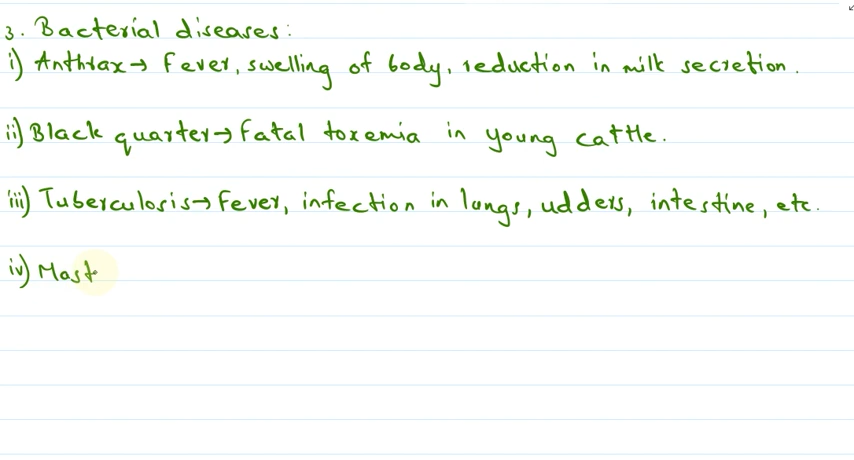 3. Bacterial diseases:
i) Anthrax→ Fever, swelling of body, reduction in milk secretion.
ii) Black quarter→ Fatal toxemia in young cattle.
iii) Tuberculosis→ Fever, infection in lungs, udders, intestine, etc.
iv) Mast